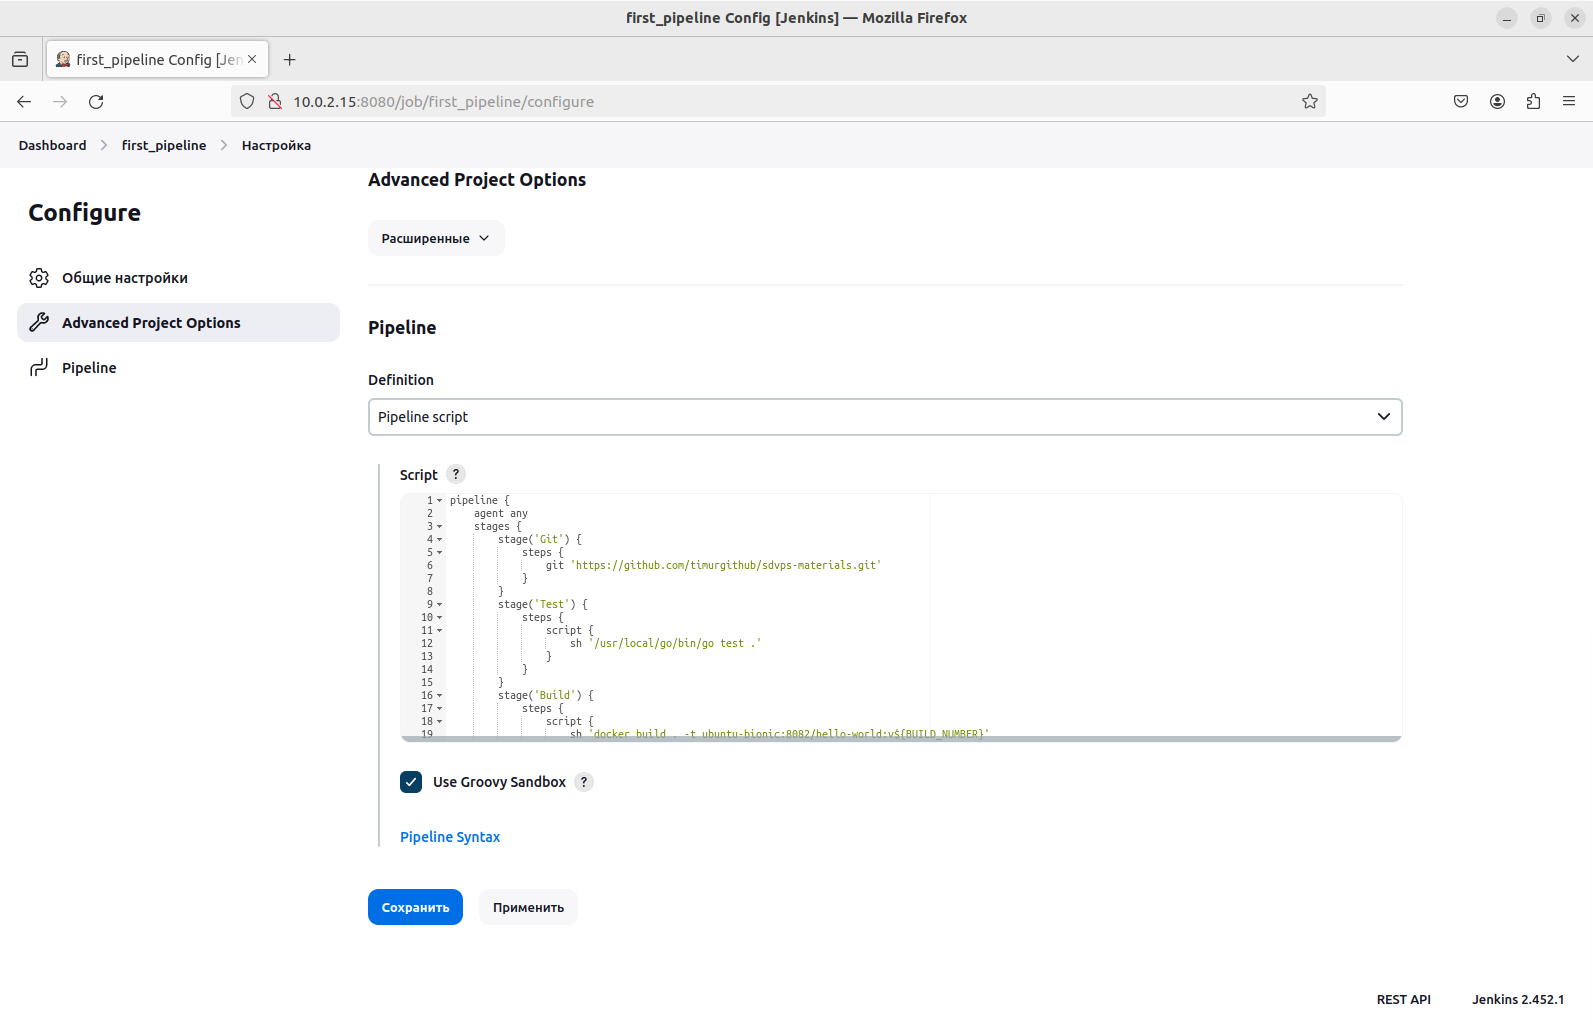 first_pipeline Config [Jenkins] — Mozilla Firefox
first_pipeline Config [Jen
10.0.2.15:8080/job/first_pipeline/configure
Dashboard > first_pipeline > Настройка
Configure
Общие настройки
Advanced Project Options
Pipeline
Advanced Project Options
Расширенные
Pipeline
Definition
Pipeline script
Script ?
1 pipeline {
2     agent any
3     stages {
4         stage('Git') {
5             steps {
6                 git 'https://github.com/timurgithub/sdvps-materials.git'
7             }
8         }
9         stage('Test') {
10             steps {
11                 script {
12                     sh '/usr/local/go/bin/go test .'
13                 }
14             }
15         }
16         stage('Build') {
17             steps {
18                 script {
19                     sh 'docker build . -t ubuntu-bionic:8082/hello-world:v${BUILD_NUMBER}'
Use Groovy Sandbox ?
Pipeline Syntax
Сохранить
Применить
REST API
Jenkins 2.452.1